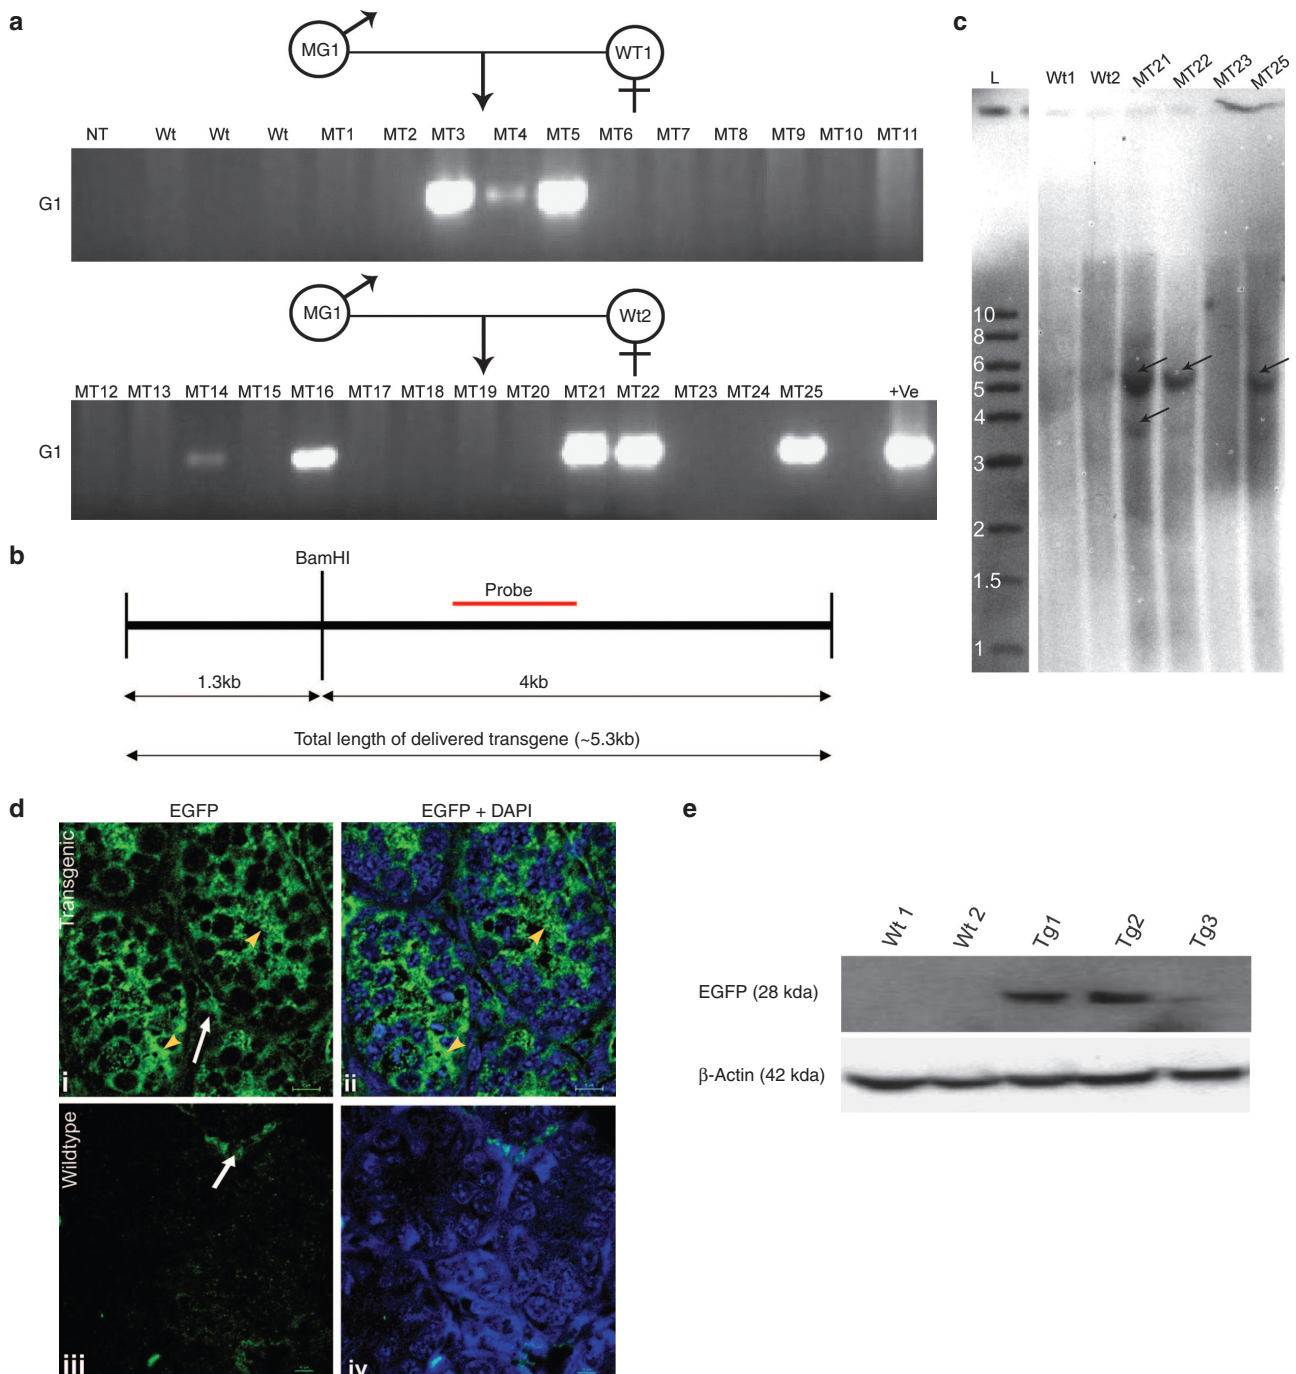 a
MG1
WT1
NT Wt Wt Wt MT1 MT2 MT3 MT4 MT5 MT6 MT7 MT8 MT9 MT10 MT11
G1
MG1
Wt2
MT12 MT13 MT14 MT15 MT16 MT17 MT18 MT19 MT20 MT21 MT22 MT23 MT24 MT25 +Ve
G1
b
BamHI
Probe
1.3kb
4kb
Total length of delivered transgene (~5.3kb)
c
L Wt1 Wt2 MT21 MT22 MT23 MT25
10
8
6
5
4
3
2
1.5
1
d
EGFP
EGFP + DAPI
Transgenic
i
ii
Wildtype
iii
iv
e
Wt 1 Wt 2 Tg1 Tg2 Tg3
EGFP (28 kda)
β-Actin (42 kda)